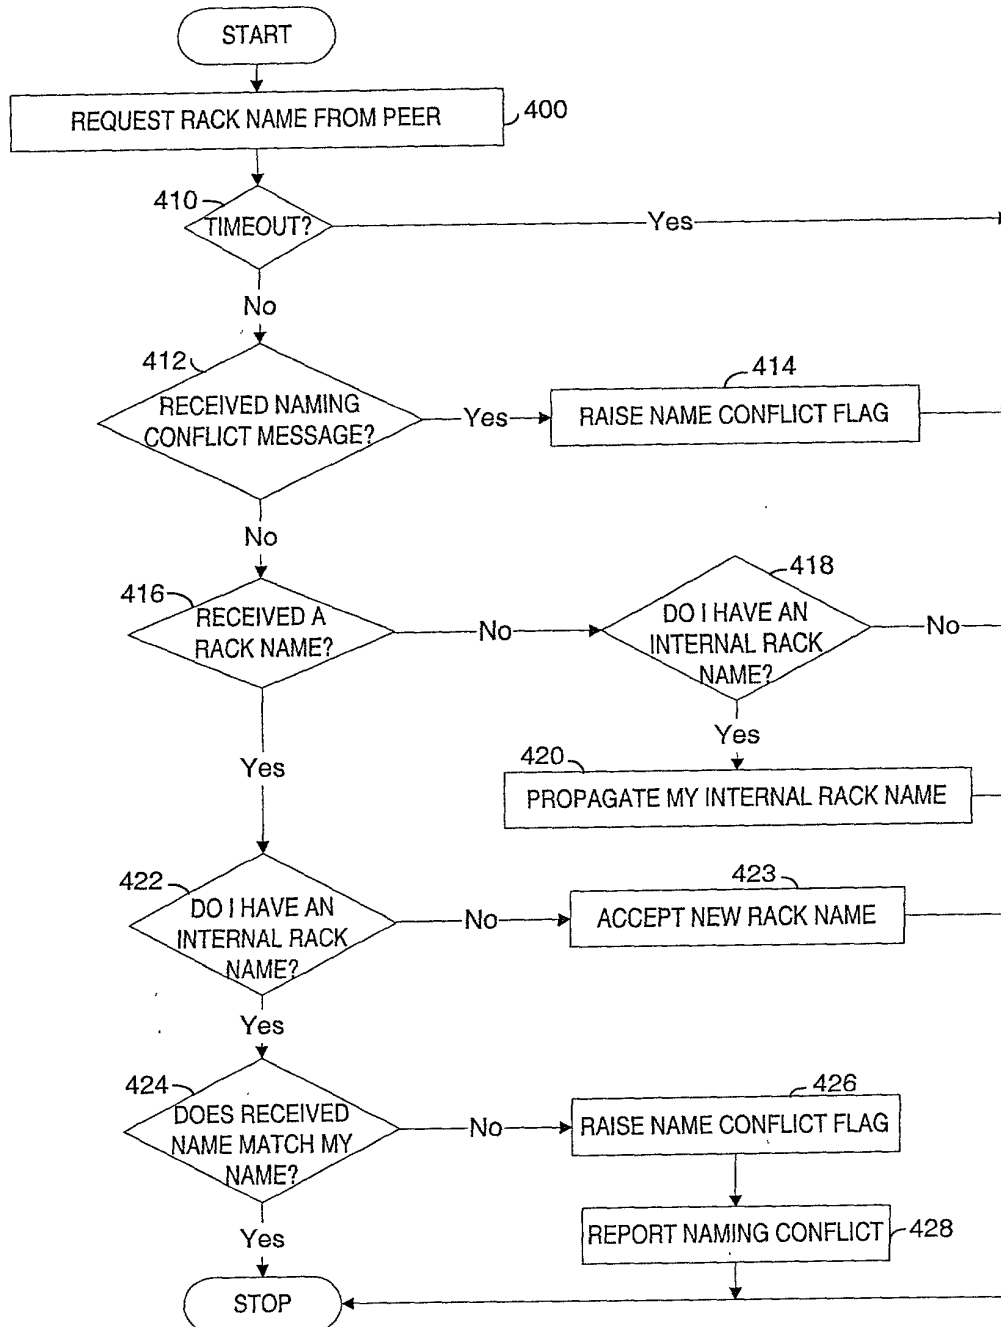 START
REQUEST RACK NAME FROM PEER
400
410
TIMEOUT?
Yes
No
412
RECEIVED NAMING
CONFLICT MESSAGE?
Yes
414
RAISE NAME CONFLICT FLAG
No
416
RECEIVED A
RACK NAME?
No
418
DO I HAVE AN
INTERNAL RACK
NAME?
No
Yes
Yes
420
PROPAGATE MY INTERNAL RACK NAME
422
DO I HAVE AN
INTERNAL RACK
NAME?
No
423
ACCEPT NEW RACK NAME
Yes
424
DOES RECEIVED
NAME MATCH MY
NAME?
No
426
RAISE NAME CONFLICT FLAG
Yes
REPORT NAMING CONFLICT
428
STOP